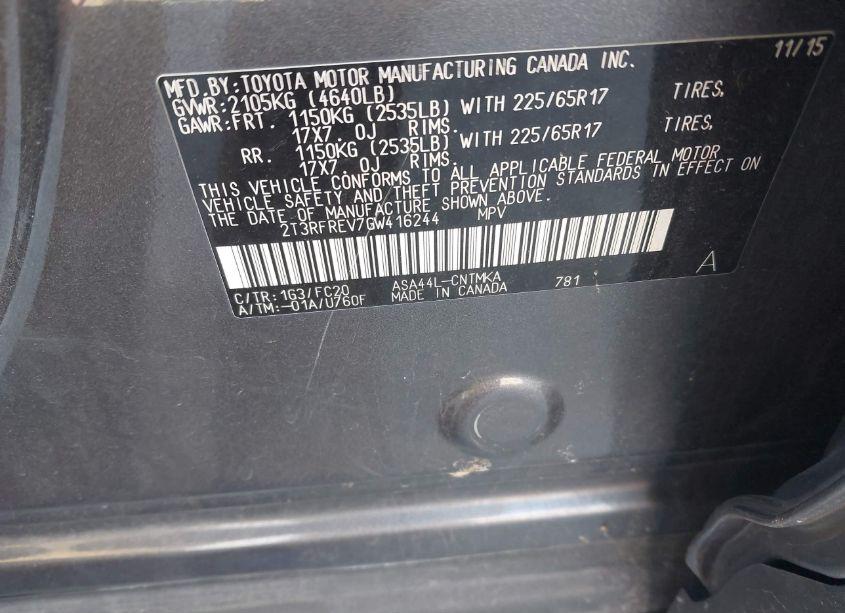 11/15
MFD.BY:TOYOTA MOTOR MANUFACTURING CANADA INC.
GVWR:2105KG (4640LB)
GAWR:FRT. 1150KG (2535LB) WITH 225/65R17 TIRES,
17X7.0J RIMS.
RR. 1150KG (2535LB) WITH 225/65R17 TIRES,
17X7.0J RIMS.
THIS VEHICLE CONFORMS TO ALL APPLICABLE FEDERAL MOTOR
VEHICLE SAFETY AND THEFT PREVENTION STANDARDS IN EFFECT ON
THE DATE OF MANUFACTURE SHOWN ABOVE.
2T3RFREV7GW416244 MPV
C/TR:1G3/FC20 ASA44L-CNTMKA 781 A
A/TM:-01A/U760F MADE IN CANADA